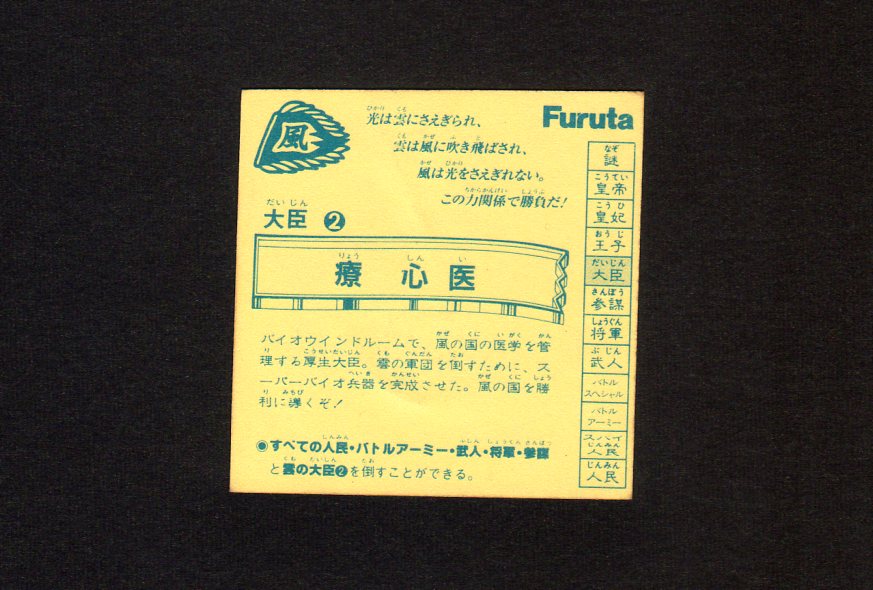 風
光は雲にさえぎられ、
雲は風に吹き飛ばされ、
風は光をさえぎれない。
この力関係で勝負だ!
Furuta
大臣 ❷
療心医
バイオウインドルームで、風の国の医学を管
理する厚生大臣。雲の軍団を倒すために、ス
ーパーバイオ兵器を完成させた。風の国を勝
利に導くぞ!
●すべての人民・バトルアーミー・武人・将軍・参謀
と雲の大臣❷を倒すことができる。
謎
皇帝
皇妃
王子
大臣
参謀
将軍
武人
バトル
スペシャル
バトル
アーミー
スパイ
人民
人民